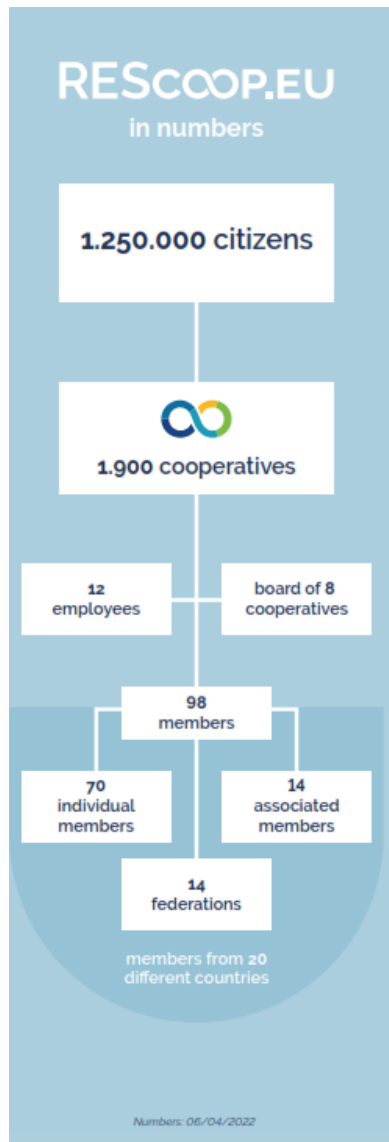 REScoop.eu
in numbers
1.250.000 citizens
1.900 cooperatives
12
employees
board of 8
cooperatives
98
members
70
individual
members
14
associated
members
14
federations
members from 20
different countries
Numbers: 06/04/2022